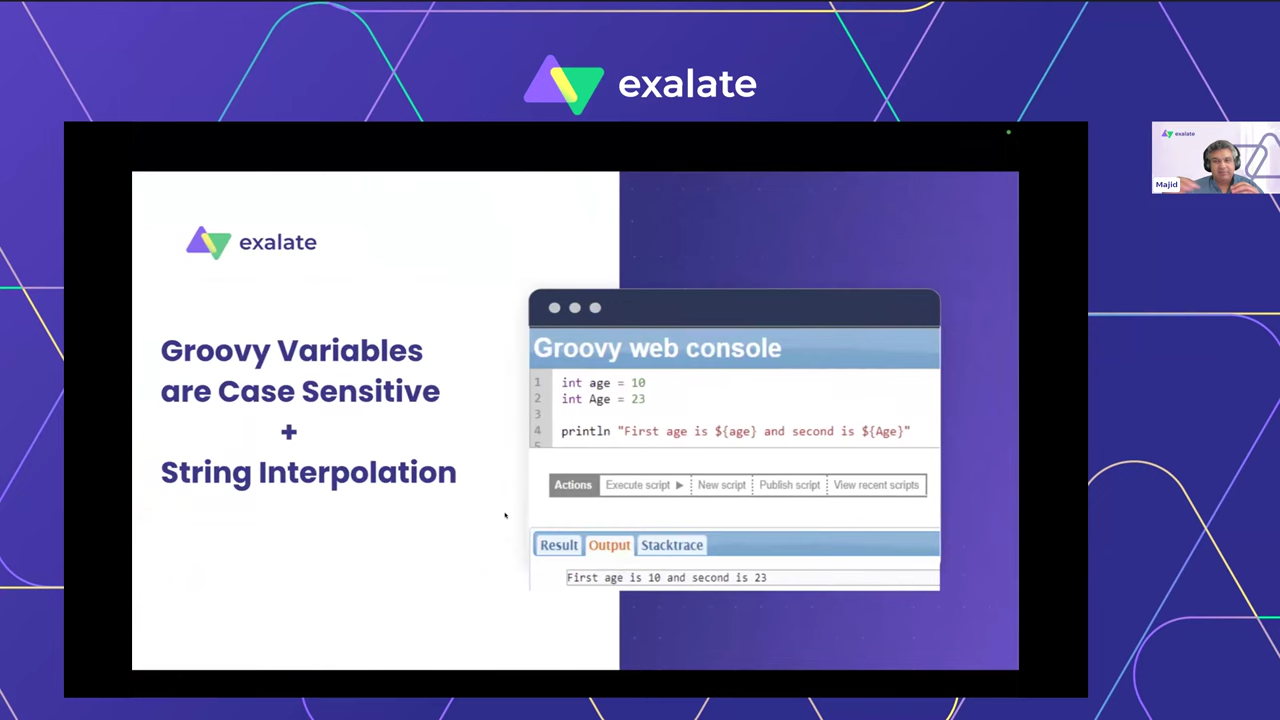 exalate
exalate
Majid
exalate
Groovy Variables
are Case Sensitive
+
String Interpolation
Groovy web console
1 int age = 10
2 int Age = 23
3
4 println "First age is ${age} and second is ${Age}"
5
Actions Execute script ▶ New script Publish script View recent scripts
Result Output Stacktrace
First age is 10 and second is 23